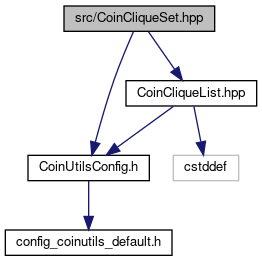 src/CoinCliqueSet.hpp
CoinCliqueList.hpp
CoinUtilsConfig.h
cstddef
config_coinutils_default.h